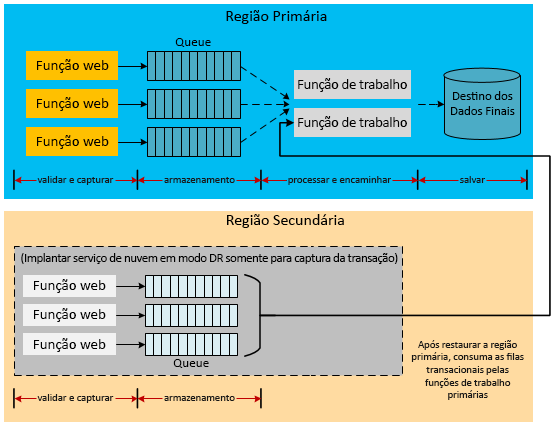 Região Primária
Queue
Função web
Função web
Função web
Função de trabalho
Função de trabalho
Destino dos
Dados Finais
validar e capturar
armazenamento
processar e encaminhar
salvar
Região Secundária
(Implantar serviço de nuvem em modo DR somente para captura da transação)
Função web
Função web
Função web
Queue
Após restaurar a região
primária, consuma as filas
transacionais pelas
funções de trabalho
primárias
validar e capturar
armazenamento